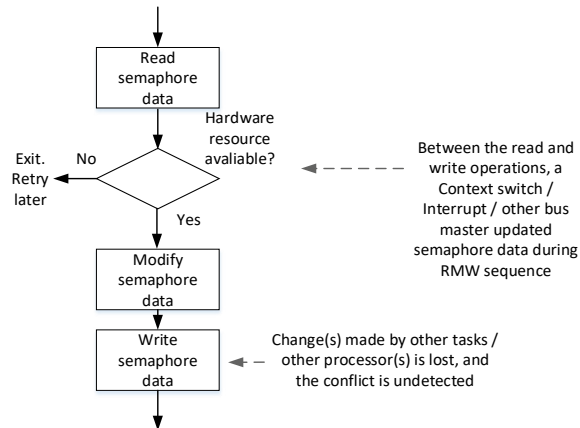 Read
semaphore
data
Hardware
resource
avaliable?
Exit.
Retry
later
No
Yes
Between the read and
write operations, a
Context switch /
Interrupt / other bus
master updated
semaphore data during
RMW sequence
Modify
semaphore
data
Write
semaphore
data
Change(s) made by other tasks /
other processor(s) is lost, and
the conflict is undetected